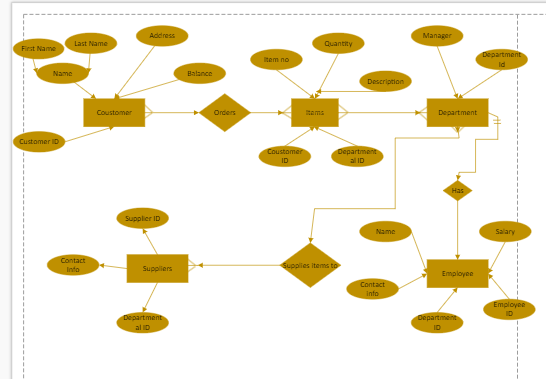 First Name
Last Name
Address
Name
Balance
Customer ID
Coustomer
Orders
Item no
Quantity
Description
Items
Coustomer
ID
Department
al ID
Manager
Department
Id
Department
Has
Supplier ID
Contact
Info
Suppliers
Department
al ID
Supplies items to
Name
Salary
Contact
Info
Employee
Department
ID
Employee
ID